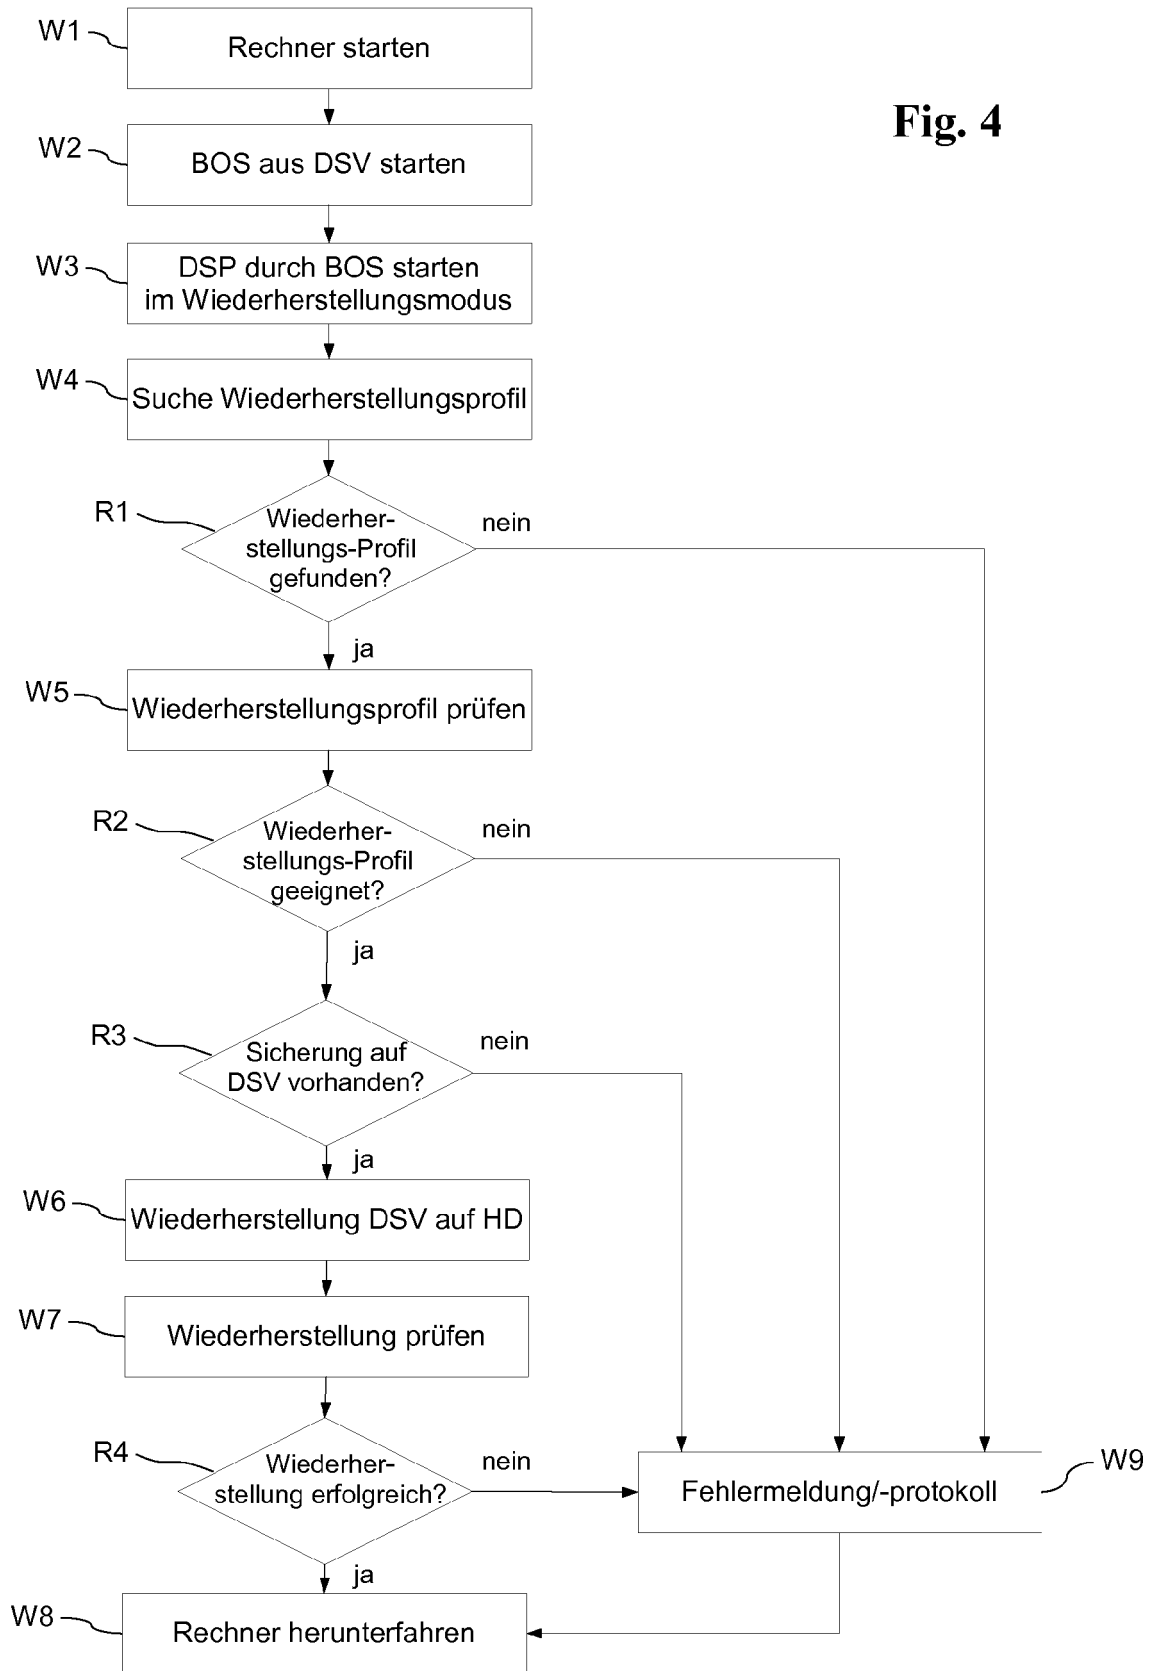 W1
Rechner starten
Fig. 4
W2
BOS aus DSV starten
W3
DSP durch BOS starten
im Wiederherstellungsmodus
W4
Suche Wiederherstellungsprofil
R1
Wiederher-
stellungs-Profil
gefunden?
nein
ja
W5
Wiederherstellungsprofil prüfen
R2
Wiederher-
stellungs-Profil
geeignet?
nein
ja
R3
Sicherung auf
DSV vorhanden?
nein
ja
W6
Wiederherstellung DSV auf HD
W7
Wiederherstellung prüfen
R4
Wiederher-
stellung erfolgreich?
nein
Fehlermeldung/-protokoll
W9
ja
W8
Rechner herunterfahren